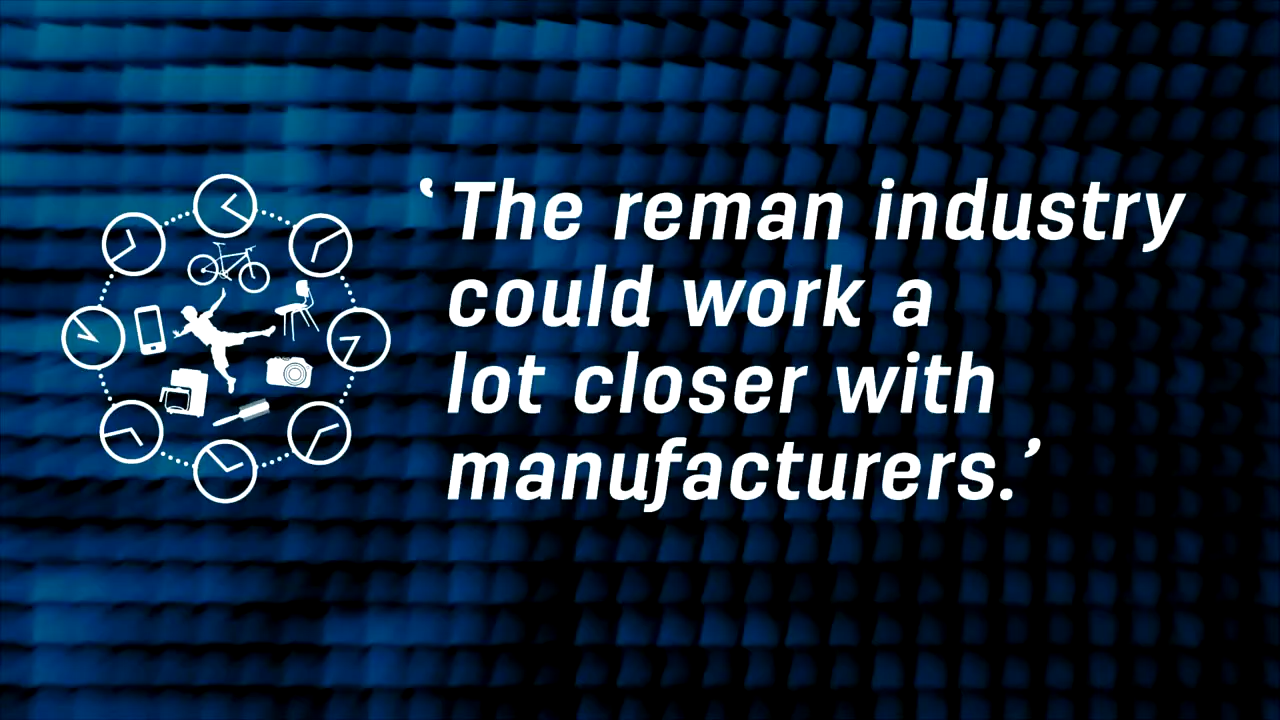 ‘The reman industry
could work a
lot closer with
manufacturers.’